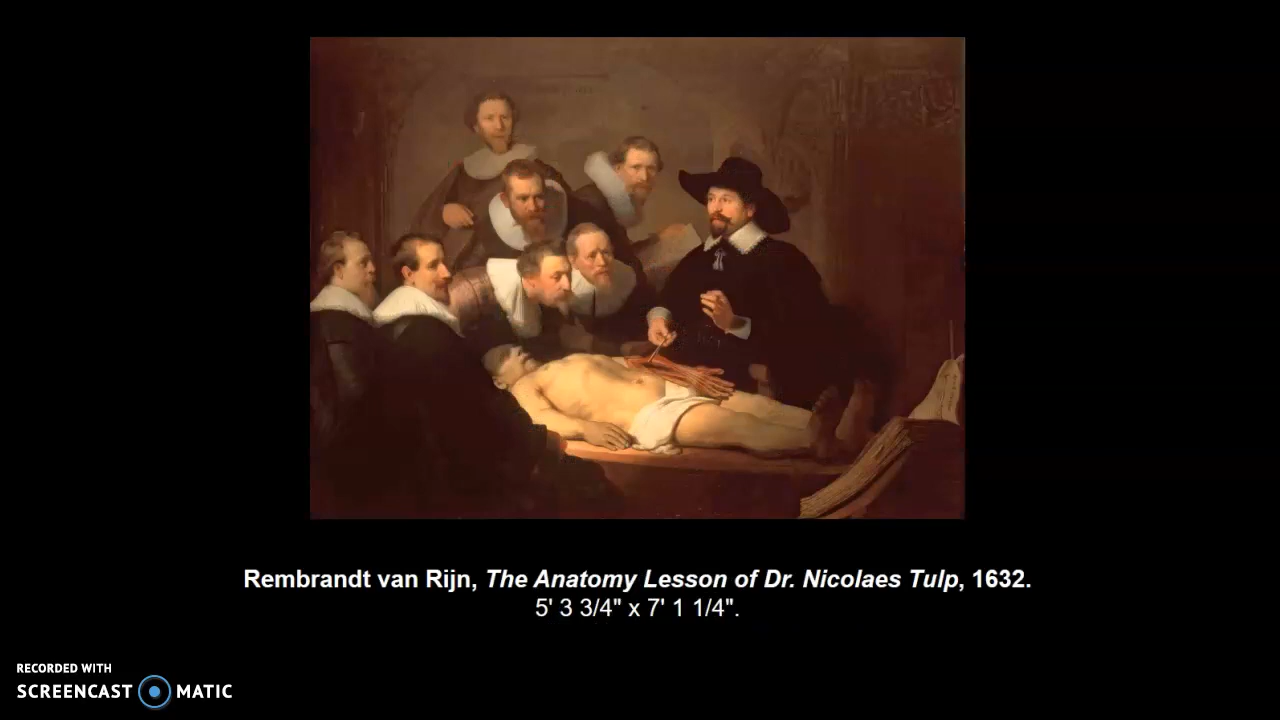 Rembrandt van Rijn, The Anatomy Lesson of Dr. Nicolaes Tulp, 1632.
5' 3 3/4" x 7' 1 1/4".
RECORDED WITH
SCREENCAST MATIC